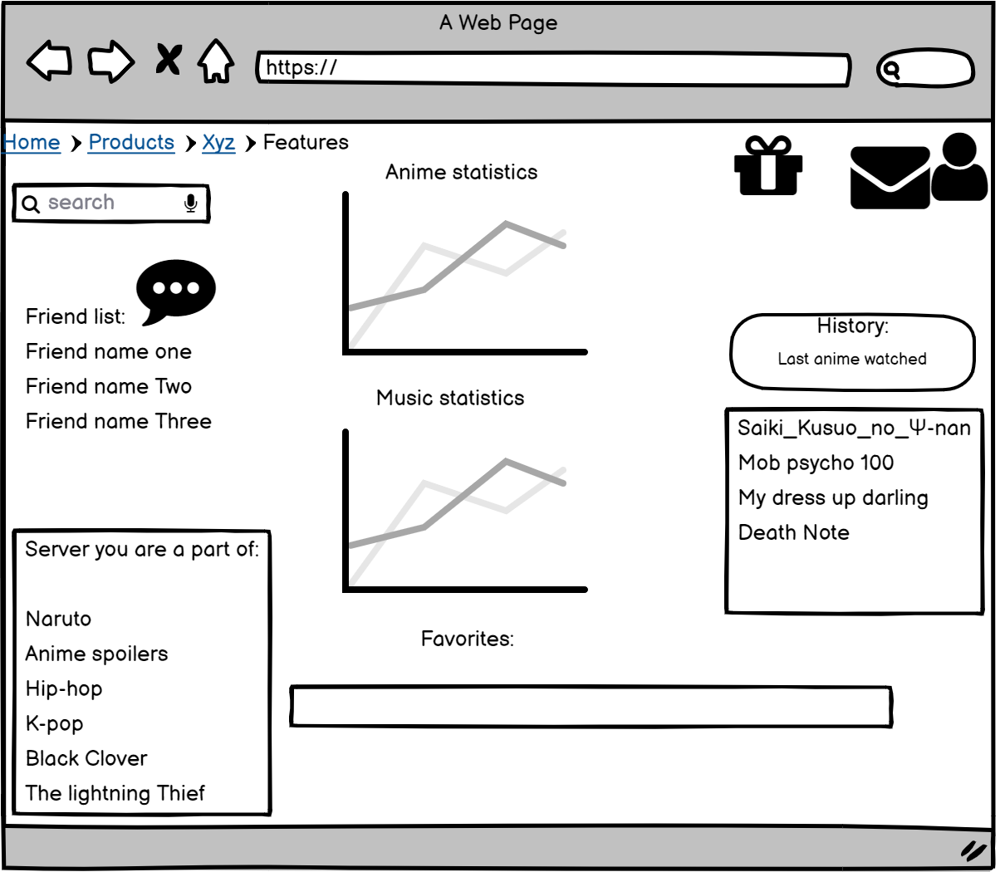 A Web Page
https://
Home Products Xyz Features
Anime statistics
search
Friend list:
Friend name one
Friend name Two
Friend name Three
History:
Last anime watched
Music statistics
Saiki_Kusuo_no_Ψ-nan
Mob psycho 100
My dress up darling
Death Note
Server you are a part of:
Naruto
Anime spoilers
Hip-hop
K-pop
Black Clover
The lightning Thief
Favorites: